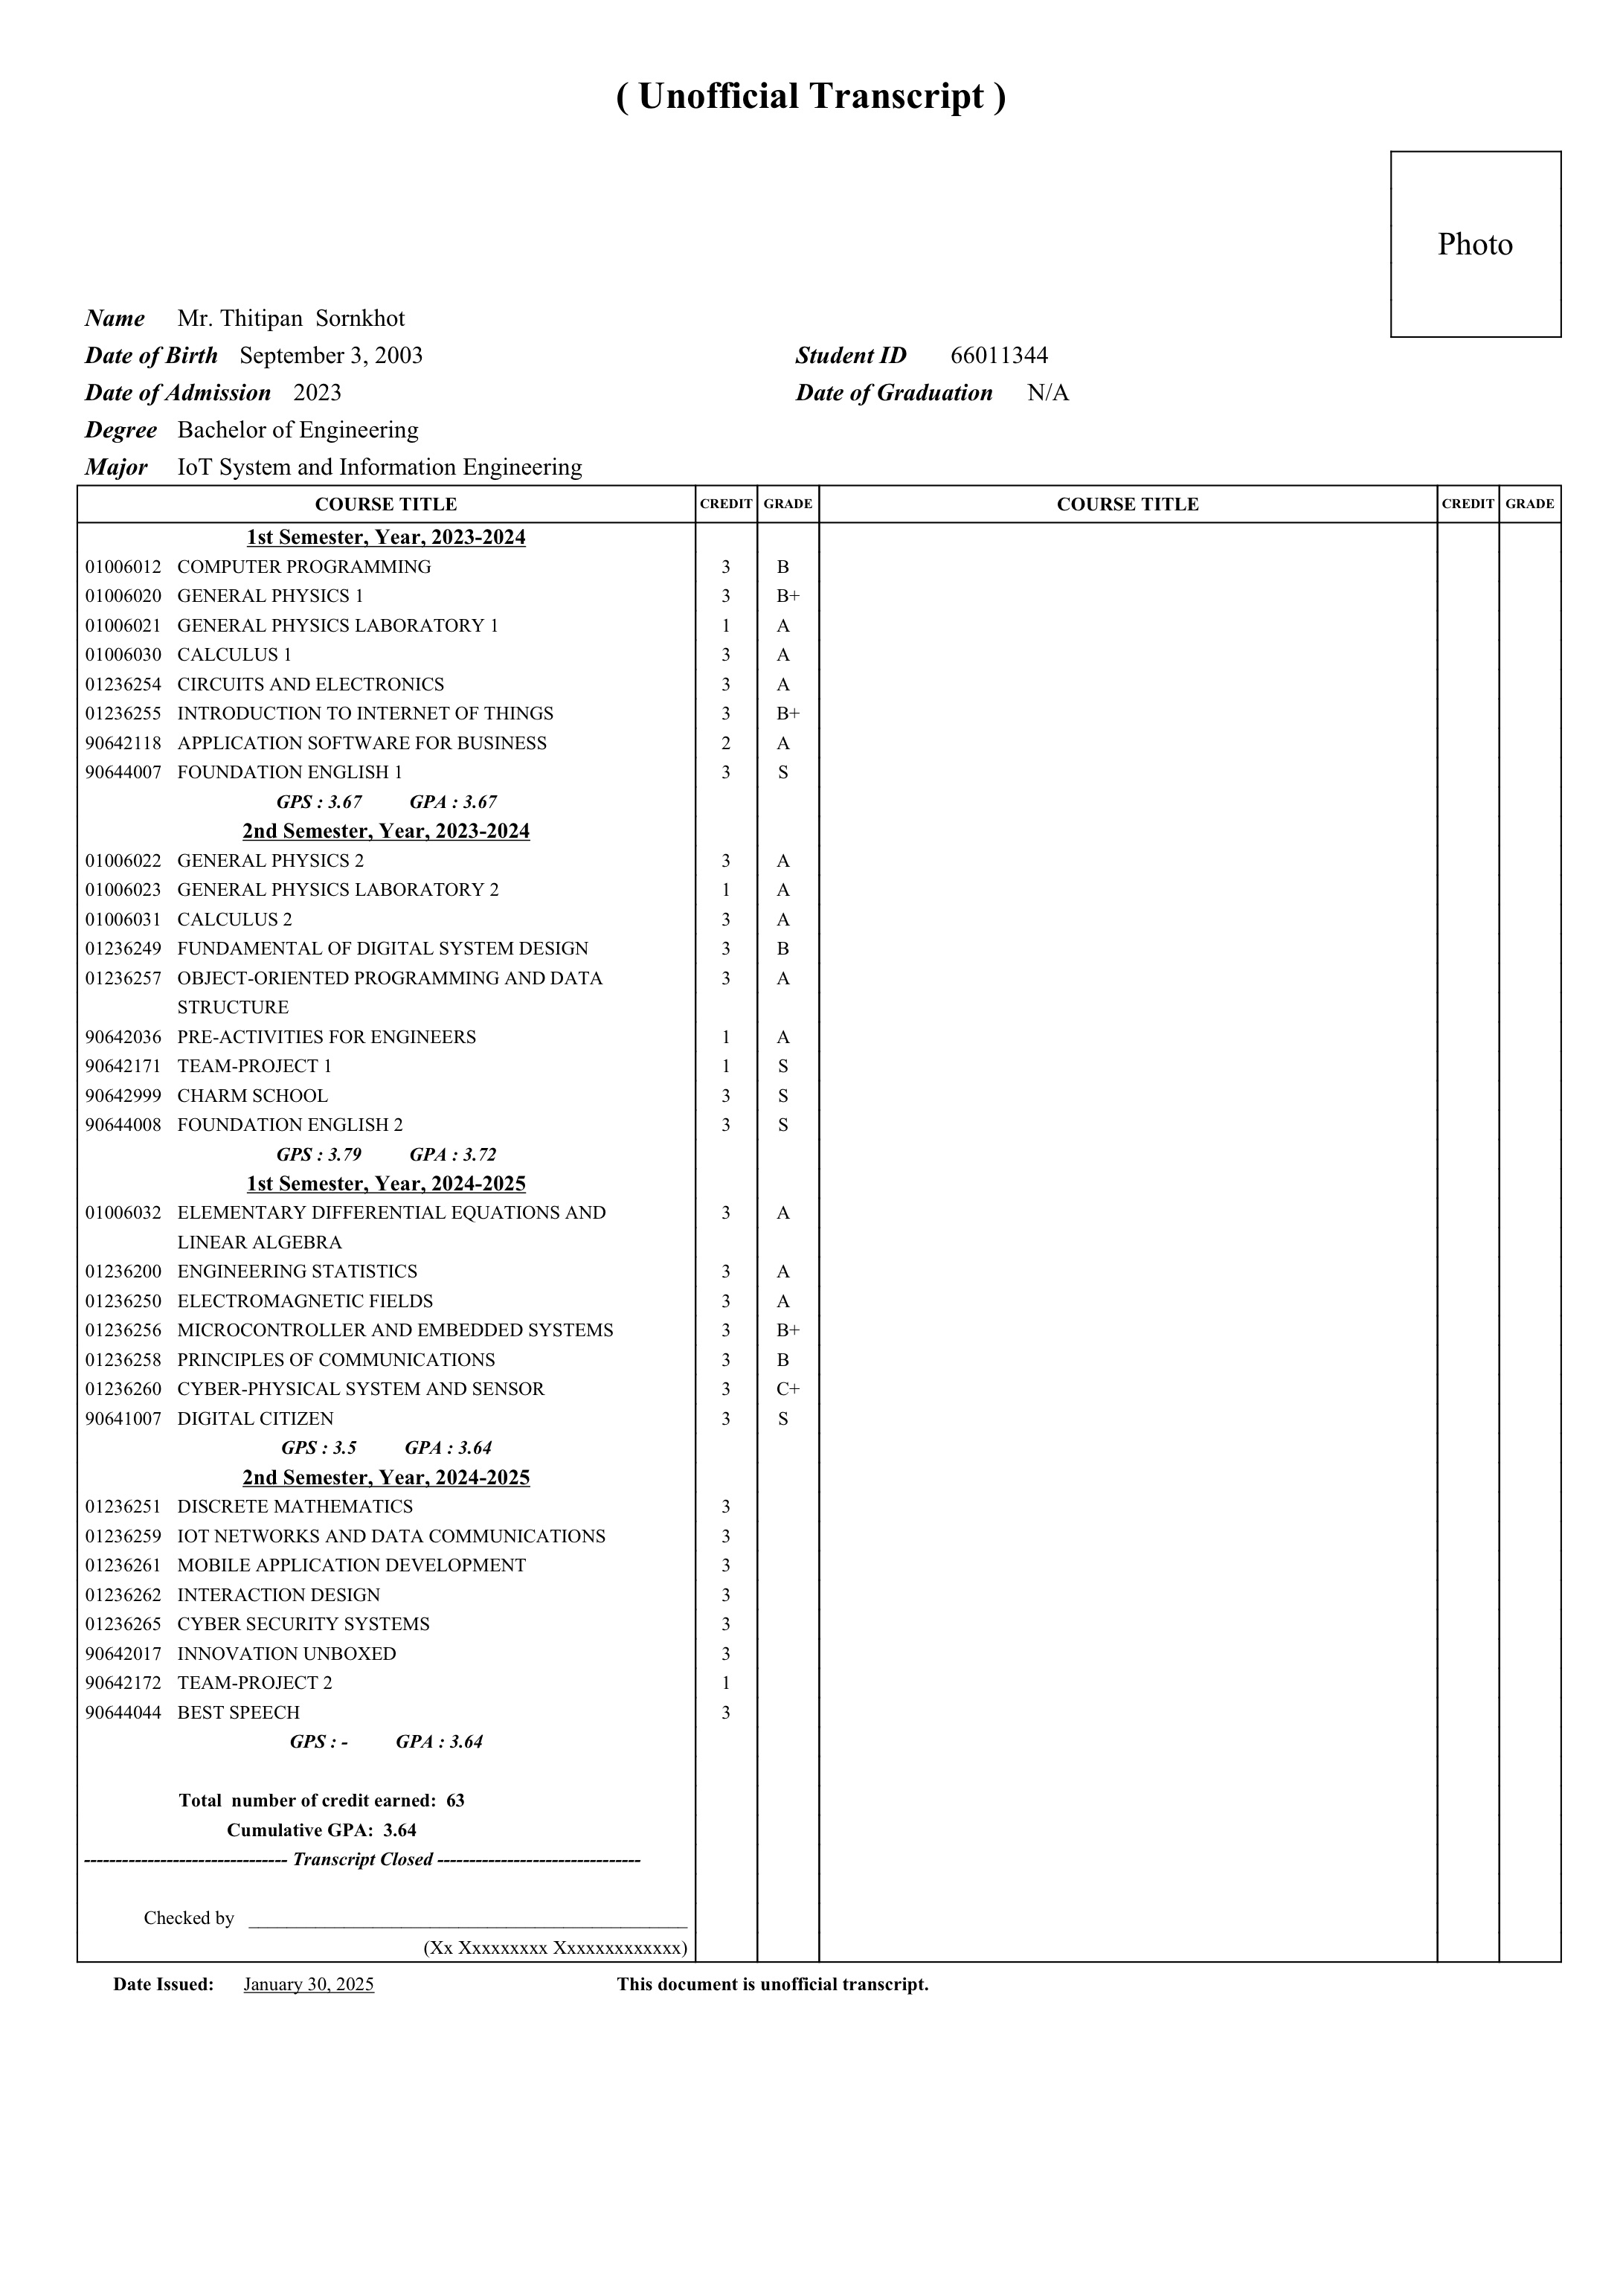 ( Unofficial Transcript )
Photo
Name Mr. Thitipan Sornkhot
Date of Birth September 3, 2003 Student ID 66011344
Date of Admission 2023 Date of Graduation N/A
Degree Bachelor of Engineering
Major IoT System and Information Engineering
COURSE TITLE CREDIT GRADE COURSE TITLE CREDIT GRADE
1st Semester, Year, 2023-2024
01006012 COMPUTER PROGRAMMING 3 B
01006020 GENERAL PHYSICS 1 3 B+
01006021 GENERAL PHYSICS LABORATORY 1 1 A
01006030 CALCULUS 1 3 A
01236254 CIRCUITS AND ELECTRONICS 3 A
01236255 INTRODUCTION TO INTERNET OF THINGS 3 B+
90642118 APPLICATION SOFTWARE FOR BUSINESS 2 A
90644007 FOUNDATION ENGLISH 1 3 S
GPS : 3.67 GPA : 3.67
2nd Semester, Year, 2023-2024
01006022 GENERAL PHYSICS 2 3 A
01006023 GENERAL PHYSICS LABORATORY 2 1 A
01006031 CALCULUS 2 3 A
01236249 FUNDAMENTAL OF DIGITAL SYSTEM DESIGN 3 B
01236257 OBJECT-ORIENTED PROGRAMMING AND DATA 3 A
STRUCTURE
90642036 PRE-ACTIVITIES FOR ENGINEERS 1 A
90642171 TEAM-PROJECT 1 1 S
90642999 CHARM SCHOOL 3 S
90644008 FOUNDATION ENGLISH 2 3 S
GPS : 3.79 GPA : 3.72
1st Semester, Year, 2024-2025
01006032 ELEMENTARY DIFFERENTIAL EQUATIONS AND 3 A
LINEAR ALGEBRA
01236200 ENGINEERING STATISTICS 3 A
01236250 ELECTROMAGNETIC FIELDS 3 A
01236256 MICROCONTROLLER AND EMBEDDED SYSTEMS 3 B+
01236258 PRINCIPLES OF COMMUNICATIONS 3 B
01236260 CYBER-PHYSICAL SYSTEM AND SENSOR 3 C+
90641007 DIGITAL CITIZEN 3 S
GPS : 3.5 GPA : 3.64
2nd Semester, Year, 2024-2025
01236251 DISCRETE MATHEMATICS 3
01236259 IOT NETWORKS AND DATA COMMUNICATIONS 3
01236261 MOBILE APPLICATION DEVELOPMENT 3
01236262 INTERACTION DESIGN 3
01236265 CYBER SECURITY SYSTEMS 3
90642017 INNOVATION UNBOXED 3
90642172 TEAM-PROJECT 2 1
90644044 BEST SPEECH 3
GPS : - GPA : 3.64
Total number of credit earned: 63
Cumulative GPA: 3.64
-------------------------------- Transcript Closed --------------------------------
Checked by ______________________________________________
(Xx Xxxxxxxxx Xxxxxxxxxxxxx)
Date Issued: January 30, 2025 This document is unofficial transcript.